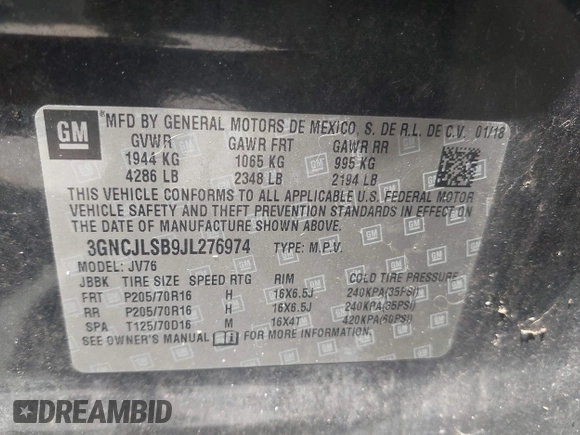 GM
*MFD BY GENERAL MOTORS DE MEXICO, S. DE R.L. DE C.V. 01/18
GVWR GAWR FRT GAWR RR
1944 KG 1065 KG 995 KG
4286 LB 2348 LB 2194 LB
THIS VEHICLE CONFORMS TO ALL APPLICABLE U.S. FEDERAL MOTOR
VEHICLE SAFETY AND THEFT PREVENTION STANDARDS IN EFFECT ON
THE DATE OF MANUFACTURE SHOWN ABOVE.
3GNCJLSB9JL276974 TYPE: M.P.V.
MODEL: JV76
JBBK TIRE SIZE SPEED RTG RIM COLD TIRE PRESSURE
FRT P205/70R16 H 16X6.5J 240KPA(35PSI)
RR P205/70R16 H 16X6.5J 240KPA(35PSI)
SPA T125/70D16 M 16X4T 420KPA(60PSI)
SEE OWNER'S MANUAL FOR MORE INFORMATION.
DREAMBID